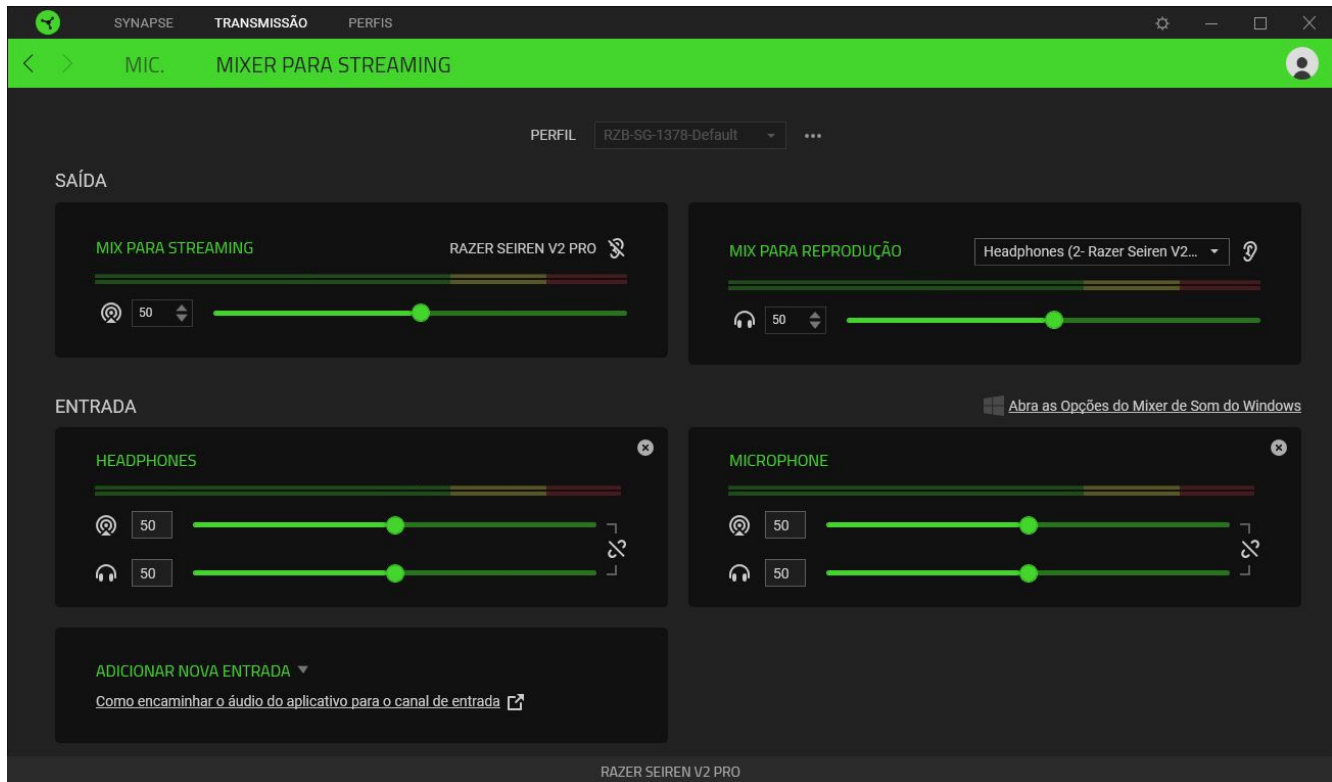 SYNAPSE TRANSMISSÃO PERFIS
MIC. MIXER PARA STREAMING
PERFIL RZB-SG-1378-Default
SAÍDA
MIX PARA STREAMING RAZER SEIREN V2 PRO
50
MIX PARA REPRODUÇÃO Headphones (2- Razer Seiren V2...
50
ENTRADA
Abra as Opções do Mixer de Som do Windows
HEADPHONES
50
50
MICROPHONE
50
50
ADICIONAR NOVA ENTRADA
Como encaminhar o áudio do aplicativo para o canal de entrada
RAZER SEIREN V2 PRO